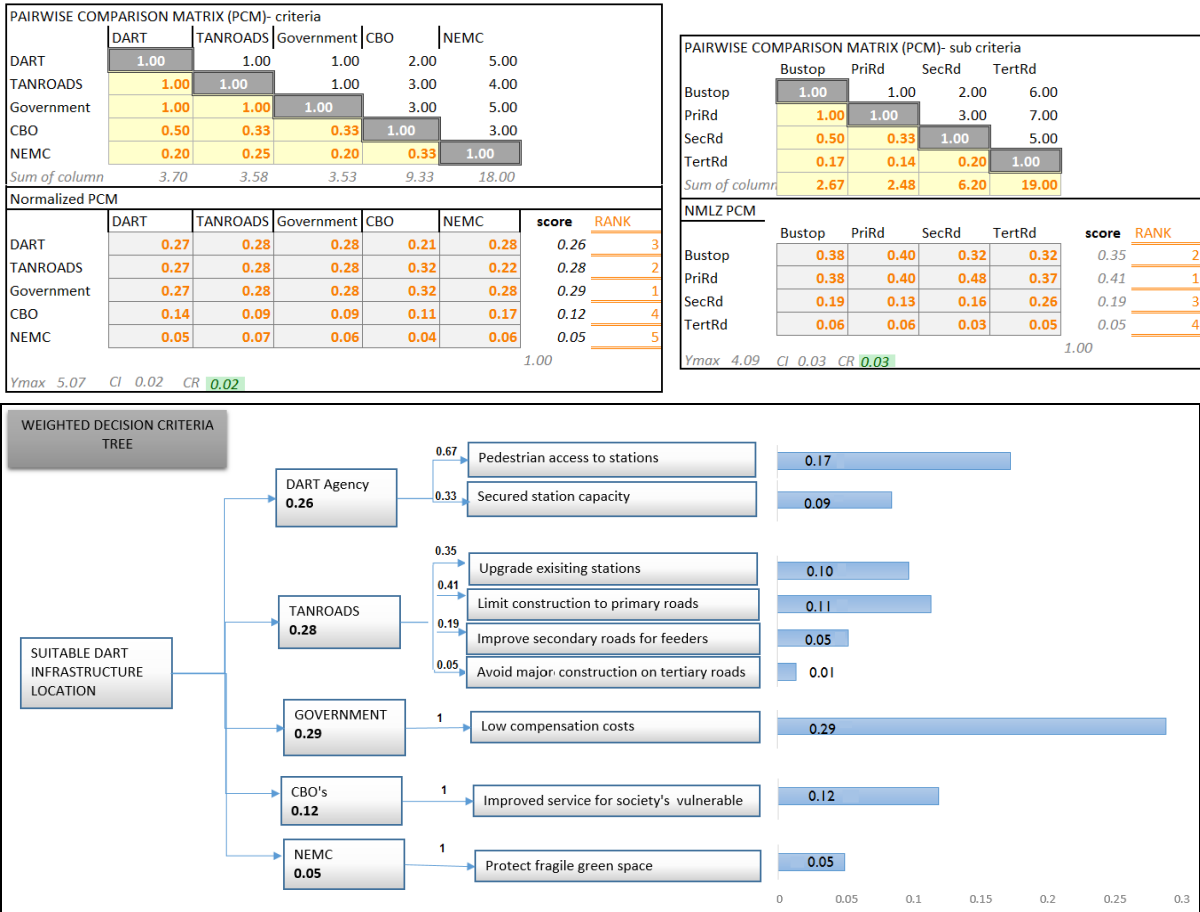 PAIRWISE COMPARISON MATRIX (PCM)- criteria
DART TANROADS Government CBO NEMC
DART 1.00 1.00 1.00 2.00 5.00
TANROADS 1.00 1.00 1.00 3.00 4.00
Government 1.00 1.00 1.00 3.00 5.00
CBO 0.50 0.33 0.33 1.00 3.00
NEMC 0.20 0.25 0.20 0.33 1.00
Sum of column 3.70 3.58 3.53 9.33 18.00
Normalized PCM
DART TANROADS Government CBO NEMC score RANK
DART 0.27 0.28 0.28 0.21 0.28 0.26 3
TANROADS 0.27 0.28 0.28 0.32 0.22 0.28 2
Government 0.27 0.28 0.28 0.32 0.28 0.29 1
CBO 0.14 0.09 0.09 0.11 0.17 0.12 4
NEMC 0.05 0.07 0.06 0.04 0.06 0.05 5
1.00
Ymax 5.07 CI 0.02 CR 0.02
PAIRWISE COMPARISON MATRIX (PCM)- sub criteria
Bustop PriRd SecRd TertRd
Bustop 1.00 1.00 2.00 6.00
PriRd 1.00 1.00 3.00 7.00
SecRd 0.50 0.33 1.00 5.00
TertRd 0.17 0.14 0.20 1.00
Sum of column 2.67 2.48 6.20 19.00
NMLZ PCM
Bustop PriRd SecRd TertRd score RANK
Bustop 0.38 0.40 0.32 0.32 0.35 2
PriRd 0.38 0.40 0.48 0.37 0.41 1
SecRd 0.19 0.13 0.16 0.26 0.19 3
TertRd 0.06 0.06 0.03 0.05 0.05 4
1.00
Ymax 4.09 CI 0.03 CR 0.03
WEIGHTED DECISION CRITERIA
TREE
SUITABLE DART
INFRASTRUCTURE
LOCATION
DART Agency
0.26
0.67 Pedestrian access to stations 0.17
0.33 Secured station capacity 0.09
TANROADS
0.28
0.35 Upgrade exisiting stations 0.10
0.41 Limit construction to primary roads 0.11
0.19 Improve secondary roads for feeders 0.05
0.05 Avoid major construction on tertiary roads 0.01
GOVERNMENT
0.29
1 Low compensation costs 0.29
CBO's
0.12
1 Improved service for society's vulnerable 0.12
NEMC
0.05
1 Protect fragile green space 0.05
0 0.05 0.1 0.15 0.2 0.25 0.3